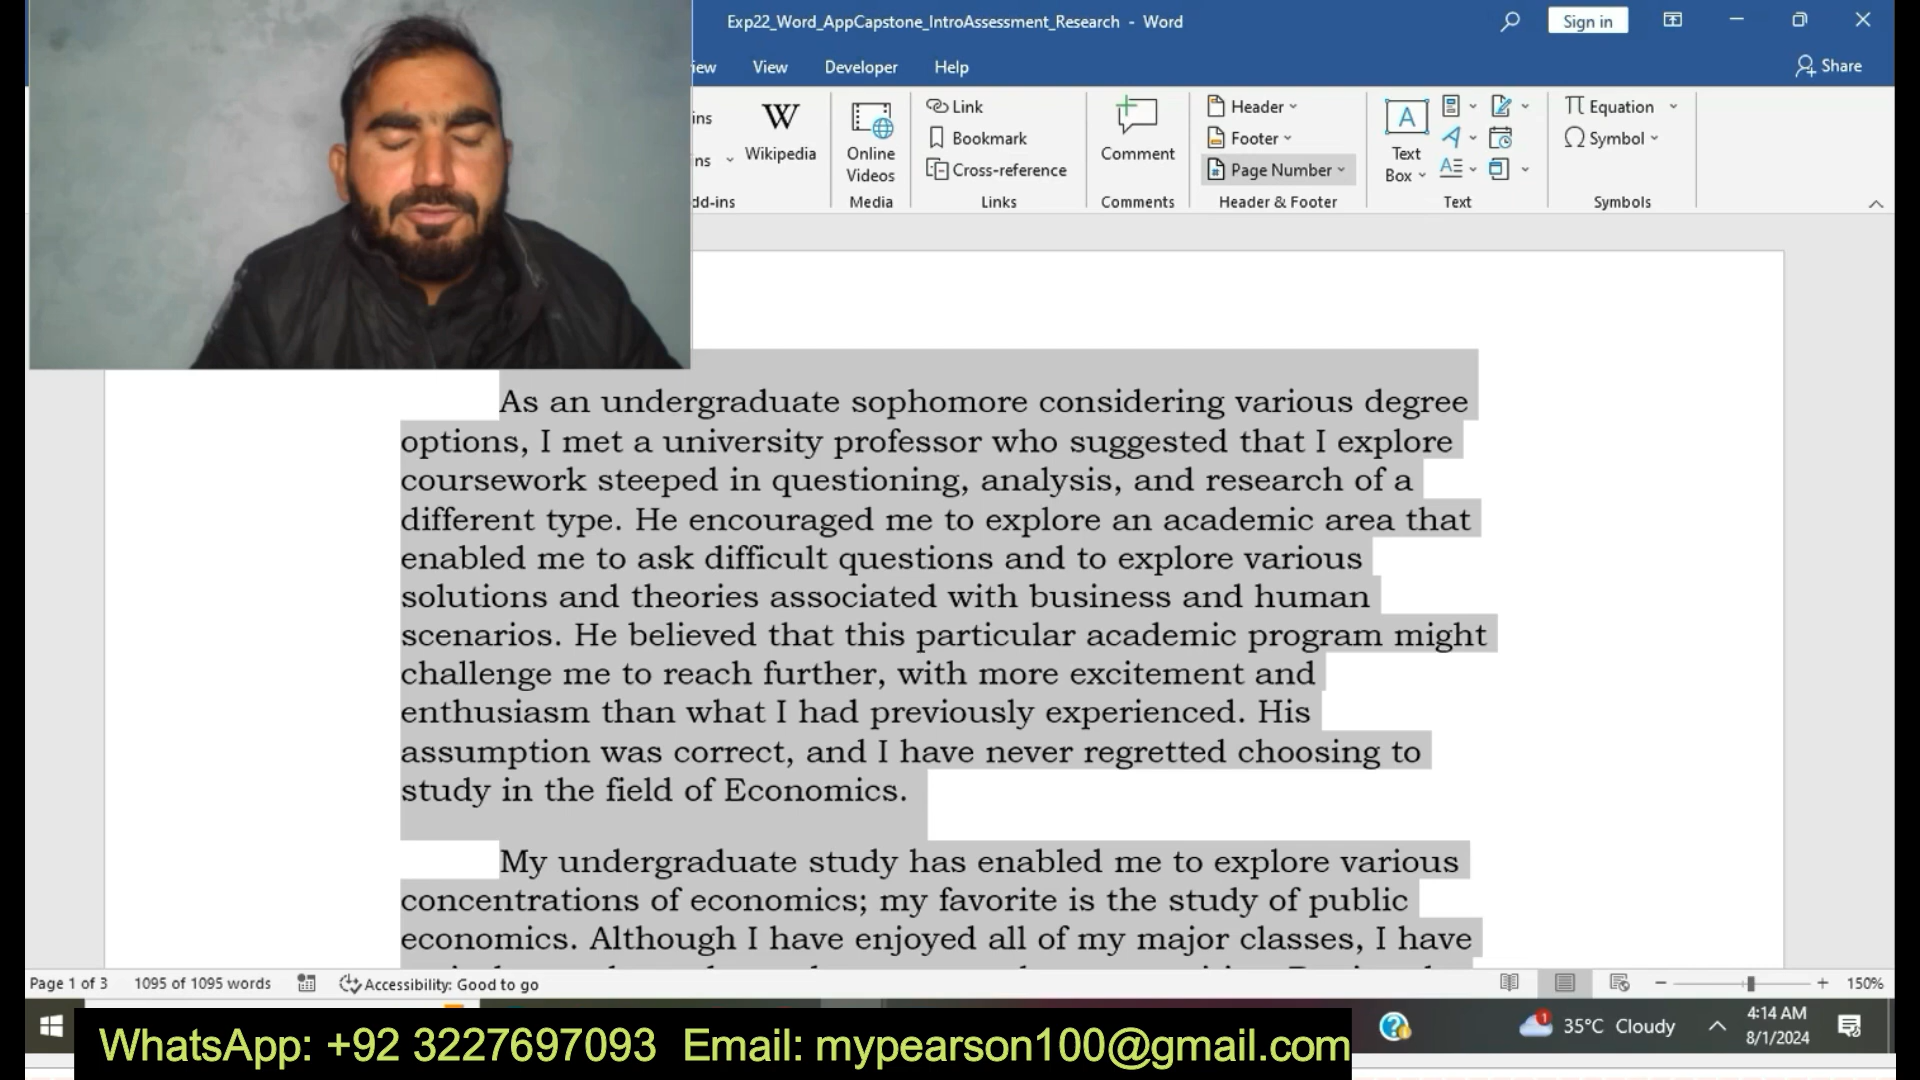 Exp22_Word_AppCapstone_IntroAssessment_Research - Word
Sign in
iew View Developer Help
Share
ins
ns
Wikipedia
dd-ins
Online
Videos
Media
Link
Bookmark
Cross-reference
Links
Comment
Comments
Header
Footer
Page Number
Header & Footer
A
Text
Box
Text
Equation
Symbol
Symbols
As an undergraduate sophomore considering various degree
options, I met a university professor who suggested that I explore
coursework steeped in questioning, analysis, and research of a
different type. He encouraged me to explore an academic area that
enabled me to ask difficult questions and to explore various
solutions and theories associated with business and human
scenarios. He believed that this particular academic program might
challenge me to reach further, with more excitement and
enthusiasm than what I had previously experienced. His
assumption was correct, and I have never regretted choosing to
study in the field of Economics.
My undergraduate study has enabled me to explore various
concentrations of economics; my favorite is the study of public
economics. Although I have enjoyed all of my major classes, I have
Page 1 of 3 1095 of 1095 words Accessibility: Good to go 150%
WhatsApp: +92 3227697093 Email: mypearson100@gmail.com
1
35°C Cloudy
4:14 AM
8/1/2024